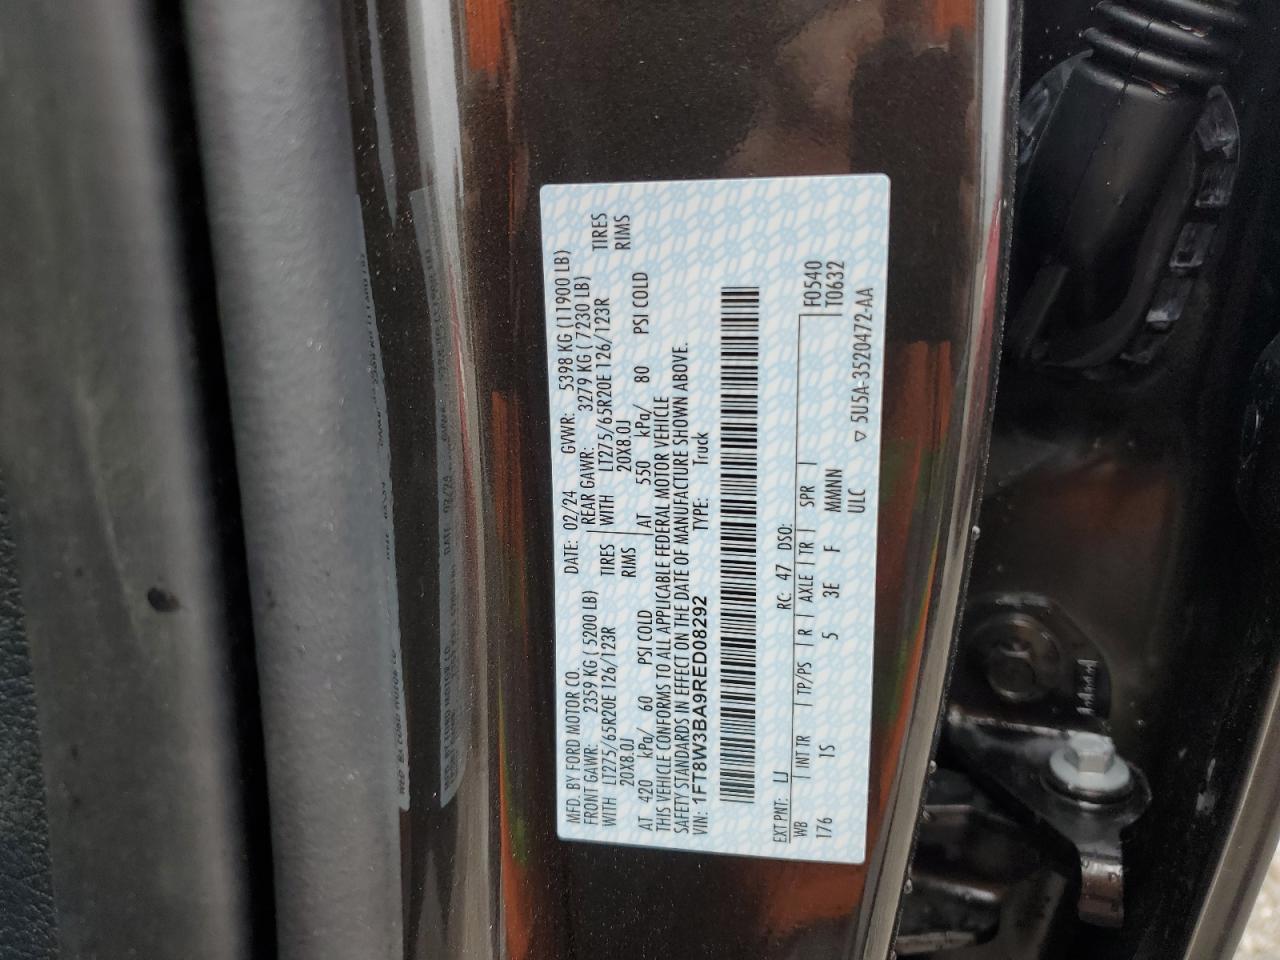 MFD. BY FORD MOTOR CO.
DATE: 02/24 GVWR: 5398 KG (11900 LB)
FRONT GAWR: 2359 KG ( 5200 LB) REAR GAWR: 3279 KG ( 7230 LB)
WITH LT275/65R20E 126/123R TIRES WITH LT275/65R20E 126/123R TIRES
20X8.0J RIMS 20X8.0J RIMS
AT 420 kPa/ 60 PSI COLD AT 550 kPa/ 80 PSI COLD
THIS VEHICLE CONFORMS TO ALL APPLICABLE FEDERAL MOTOR VEHICLE
SAFETY STANDARDS IN EFFECT ON THE DATE OF MANUFACTURE SHOWN ABOVE.
VIN: 1FT8W3BA9RED08292 TYPE: Truck
EXT PNT: LJ RC: 47 DSO: F0540
WB INT TR TP/PS R AXLE TR SPR T0632
176 1S 5 3E F MMNN
ULC 5U5A-3520472-AA